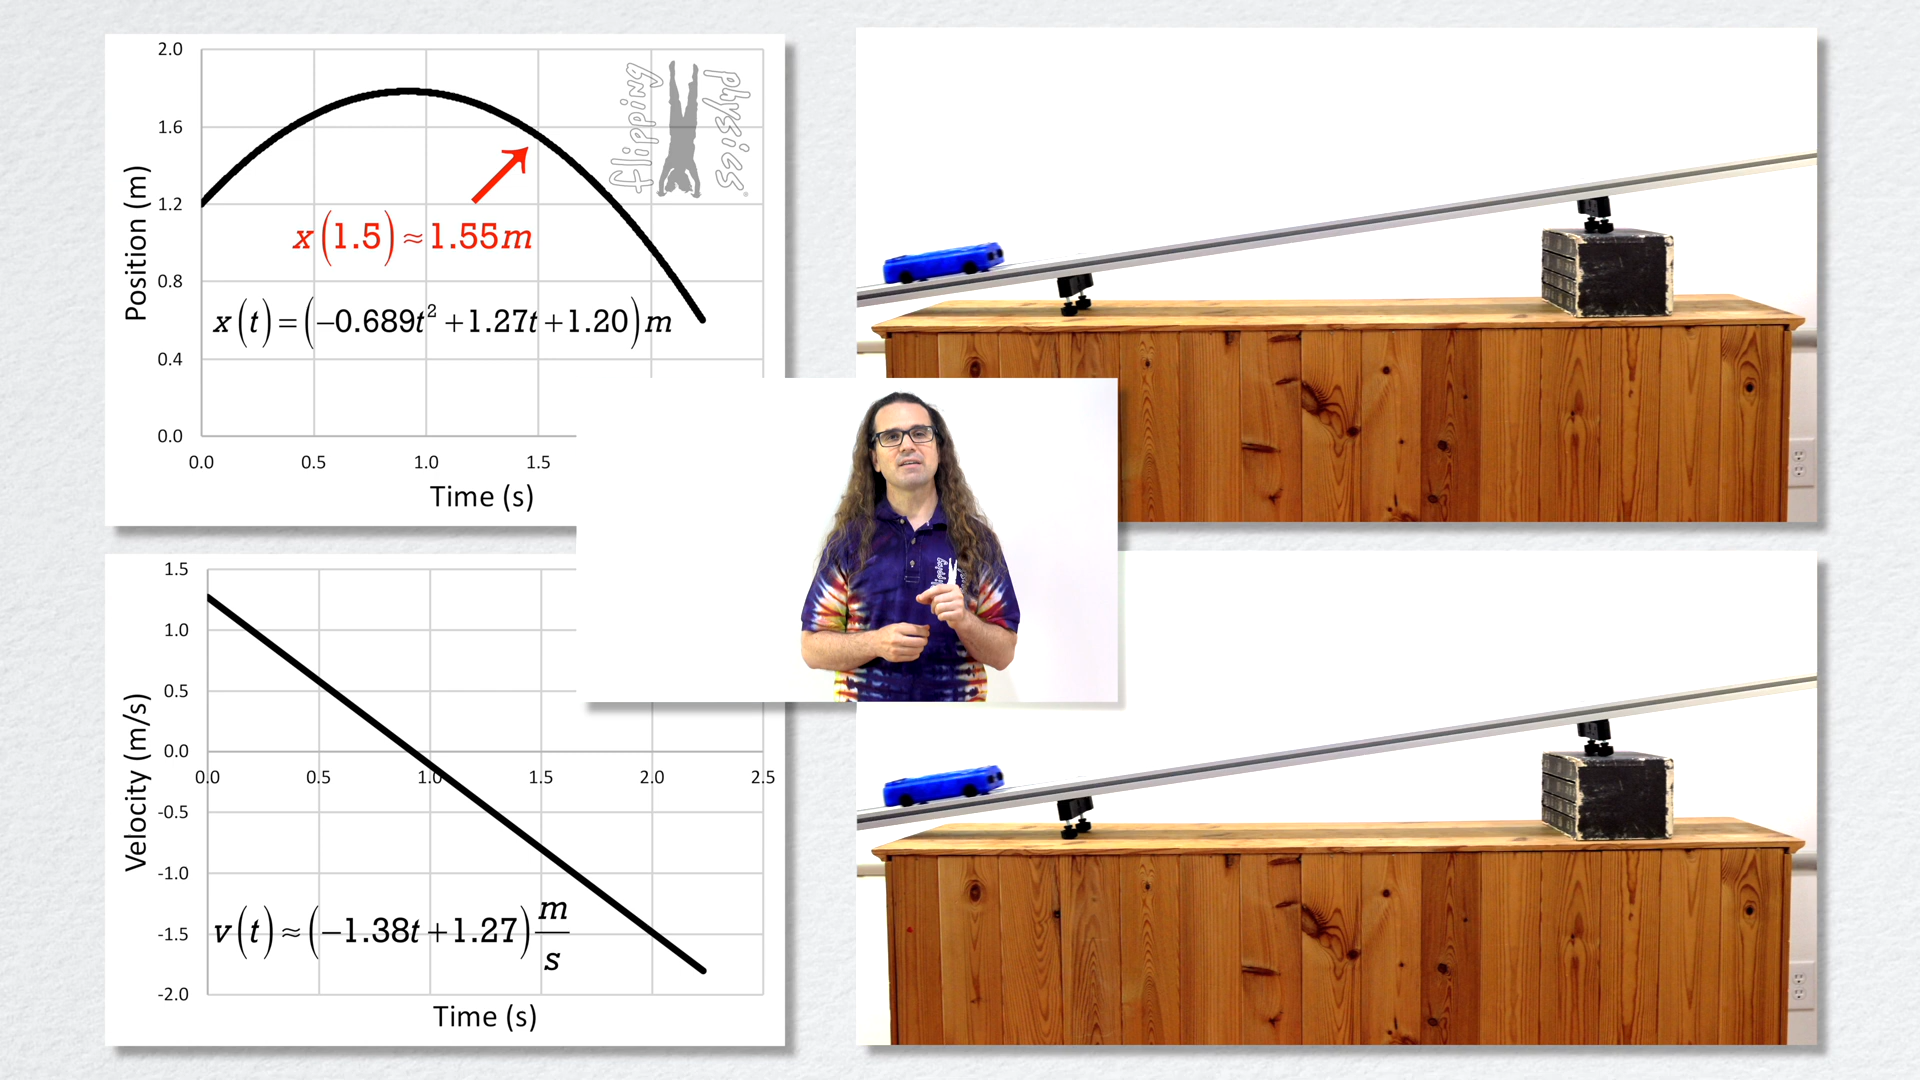 2.0
flipping physics®
1.6
1.2
x(1.5)≈1.55m
0.8
x(t)=(−0.689t²+1.27t+1.20)m
0.4
0.0
0.0 0.5 1.0 1.5
Position (m)
Time (s)
flipping
1.5
1.0
0.5
0.0
0.0 0.5 1.0 1.5 2.0 2.5
-0.5
-1.0
-1.5
v(t)≈(−1.38t+1.27)m/s
-2.0
Velocity (m/s)
Time (s)